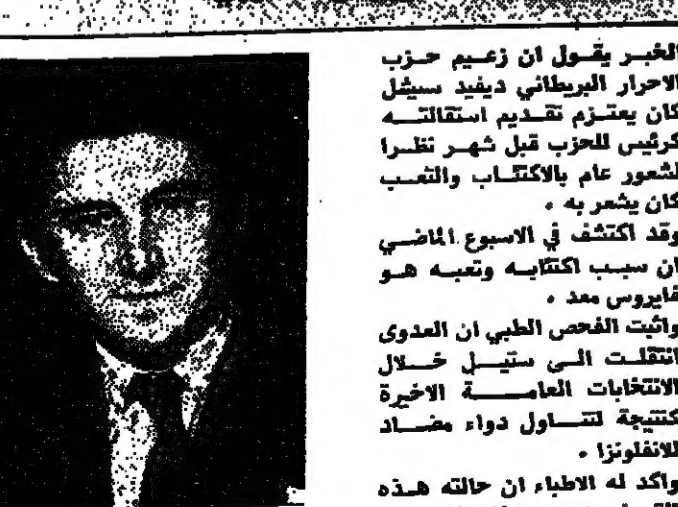 الخبر يقول ان زعيم حزب
الاحرار البريطاني ديفيد سيتل
كان يعتزم تقديم استقالته
كرئيس للحزب قبل شهر نظرا
لشعور عام بالاكتئاب والتعب
كان يشعر به .
وقد اكتشف في الاسبوع الماضي
ان سبب اكتئابه وتعبه هو
فايروس معد .
واثبت الفحص الطبي ان العدوى
انتقلت الى ستيل خلال
الانتخابات العامة الاخيرة
كنتيجة لتناول دواء مضاد
للانفلونزا .
واكد له الاطباء ان حالته هذه